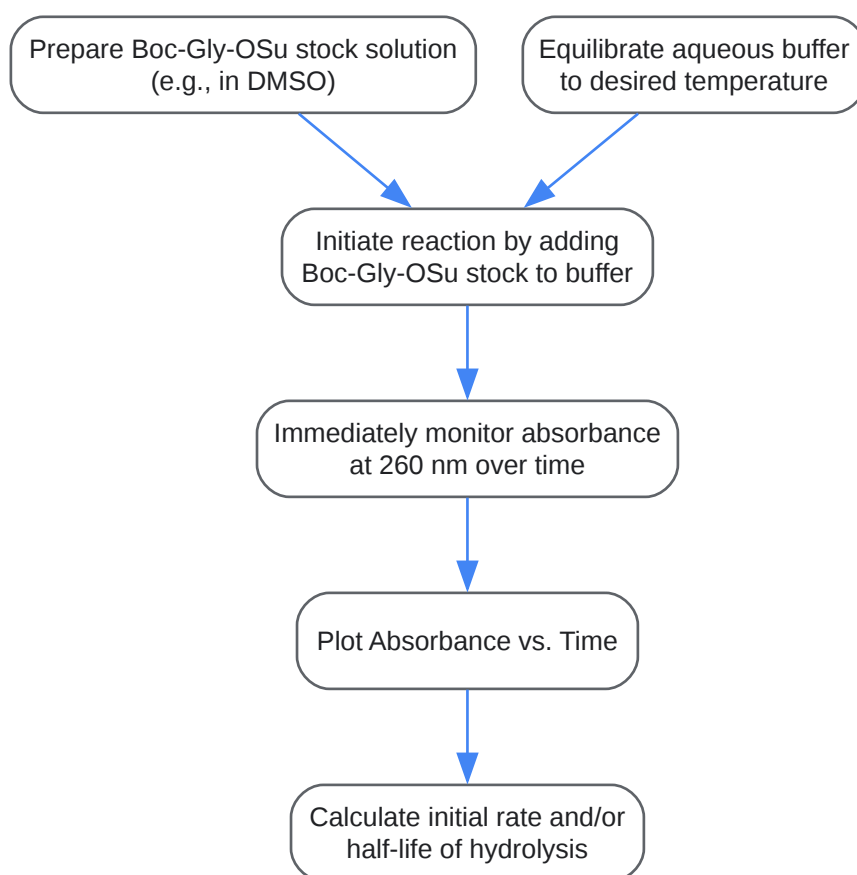 Prepare Boc-Gly-OSu stock solution
(e.g., in DMSO)
Equilibrate aqueous buffer
to desired temperature
Initiate reaction by adding
Boc-Gly-OSu stock to buffer
Immediately monitor absorbance
at 260 nm over time
Plot Absorbance vs. Time
Calculate initial rate and/or
half-life of hydrolysis